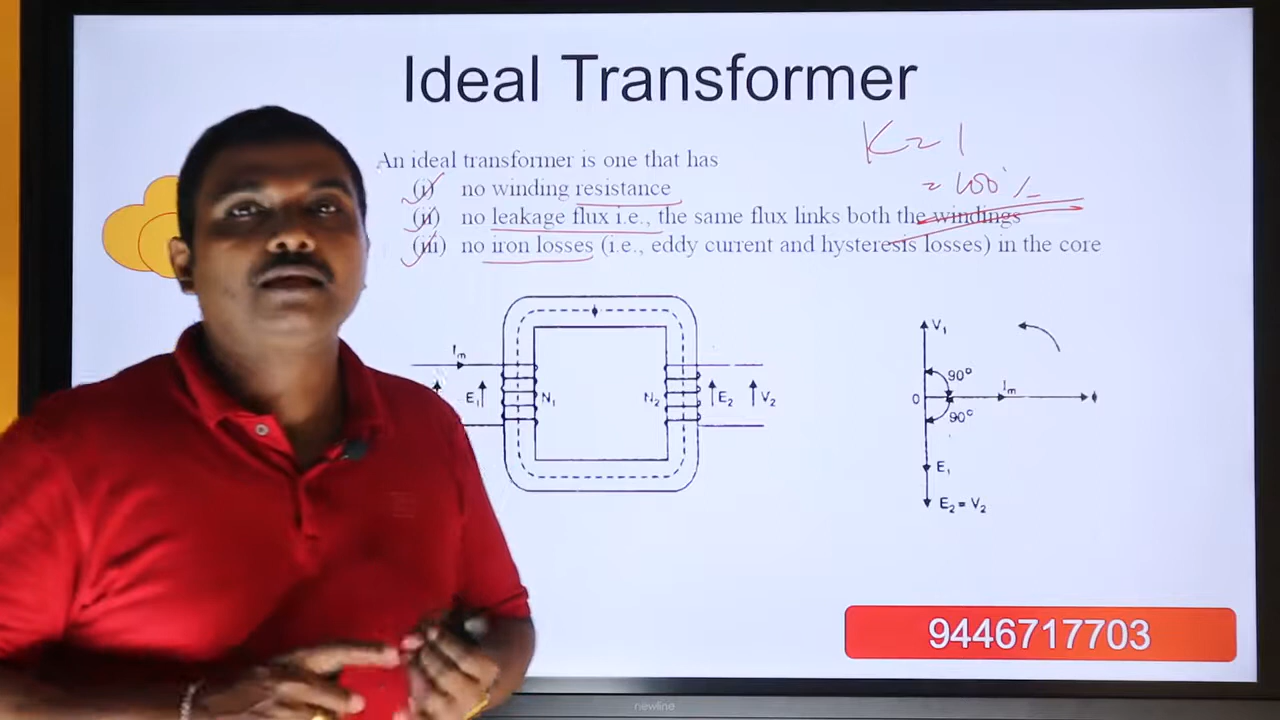 Ideal Transformer
K = 1
= 100%
An ideal transformer is one that has
(i) no winding resistance
(ii) no leakage flux i.e., the same flux links both the windings
(iii) no iron losses (i.e., eddy current and hysteresis losses) in the core
ϕ
Im
E1
N1
N2
E2
V2
V1
90°
0
Im
ϕ
90°
E1
E2 = V2
9446717703
newline